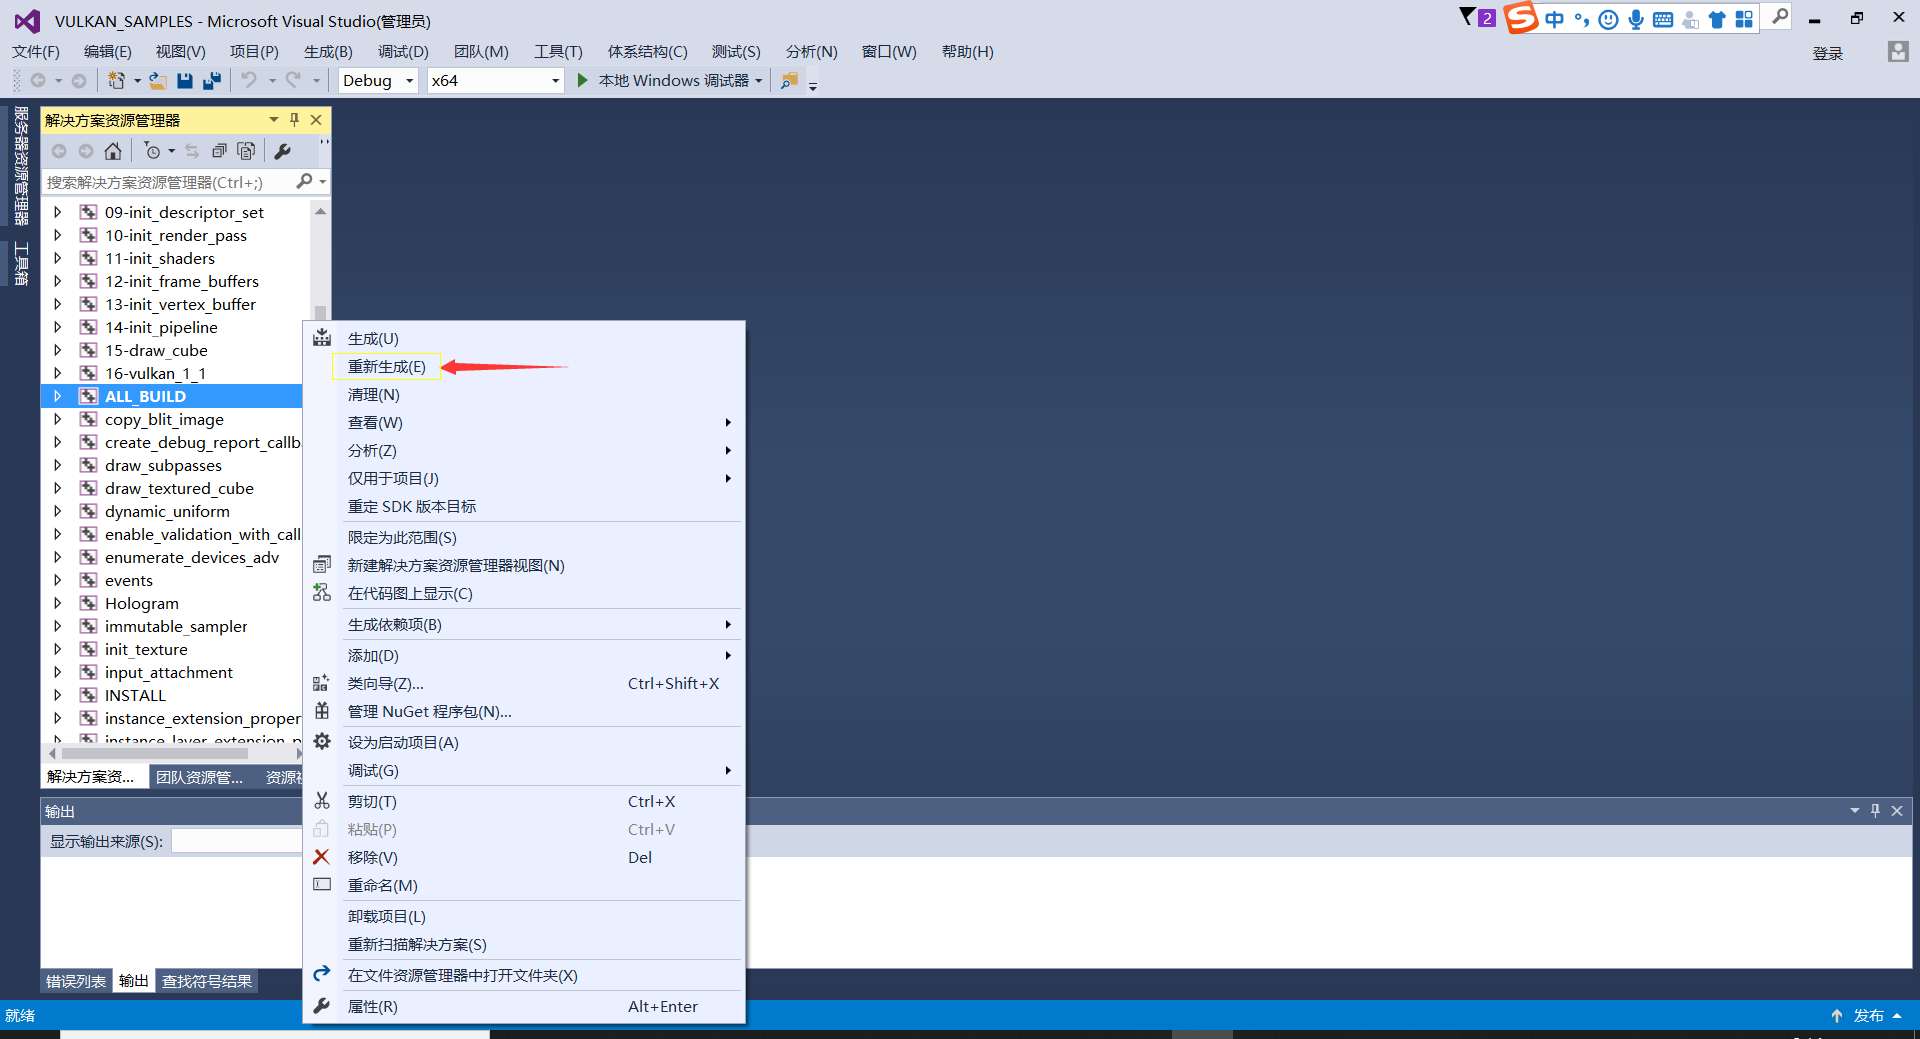 VULKAN_SAMPLES - Microsoft Visual Studio(管理员)
2
中
文件(F) 编辑(E) 视图(V) 项目(P) 生成(B) 调试(D) 团队(M) 工具(T) 体系结构(C) 测试(S) 分析(N) 窗口(W) 帮助(H) 登录
Debug x64 本地 Windows 调试器
服务器资源管理器
工具箱
解决方案资源管理器
搜索解决方案资源管理器(Ctrl+;)
09-init_descriptor_set
10-init_render_pass
11-init_shaders
12-init_frame_buffers
13-init_vertex_buffer
14-init_pipeline
15-draw_cube
16-vulkan_1_1
ALL_BUILD
copy_blit_image
create_debug_report_callb
draw_subpasses
draw_textured_cube
dynamic_uniform
enable_validation_with_call
enumerate_devices_adv
events
Hologram
immutable_sampler
init_texture
input_attachment
INSTALL
instance_extension_proper
instance_layer_extension_p
解决方案资... 团队资源管... 资源视
生成(U)
重新生成(E)
清理(N)
查看(W)
分析(Z)
仅用于项目(J)
重定 SDK 版本目标
限定为此范围(S)
新建解决方案资源管理器视图(N)
在代码图上显示(C)
生成依赖项(B)
添加(D)
类向导(Z)... Ctrl+Shift+X
管理 NuGet 程序包(N)...
设为启动项目(A)
调试(G)
剪切(T) Ctrl+X
粘贴(P) Ctrl+V
移除(V) Del
重命名(M)
卸载项目(L)
重新扫描解决方案(S)
在文件资源管理器中打开文件夹(X)
属性(R) Alt+Enter
输出
显示输出来源(S):
错误列表 输出 查找符号结果
就绪 发布